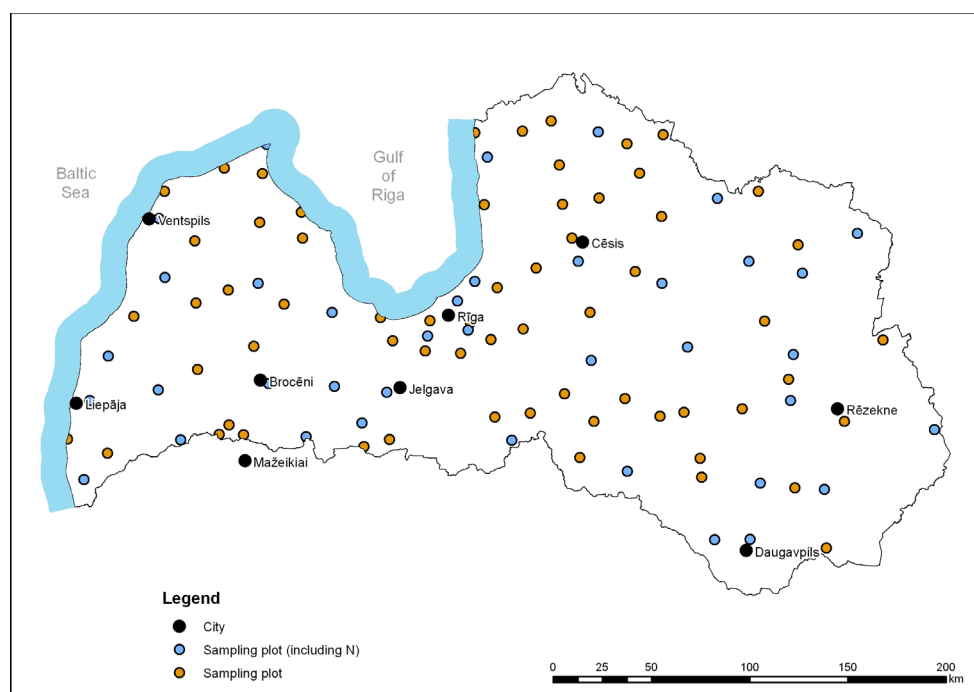 Baltic
Sea
Gulf
of
Riga
Ventspils
Cēsis
Rīga
Brocēni
Jelgava
Liepāja
Rēzekne
Mažeikiai
Daugavpils
Legend
City
Sampling plot (including N)
Sampling plot
0 25 50 100 150 200
km